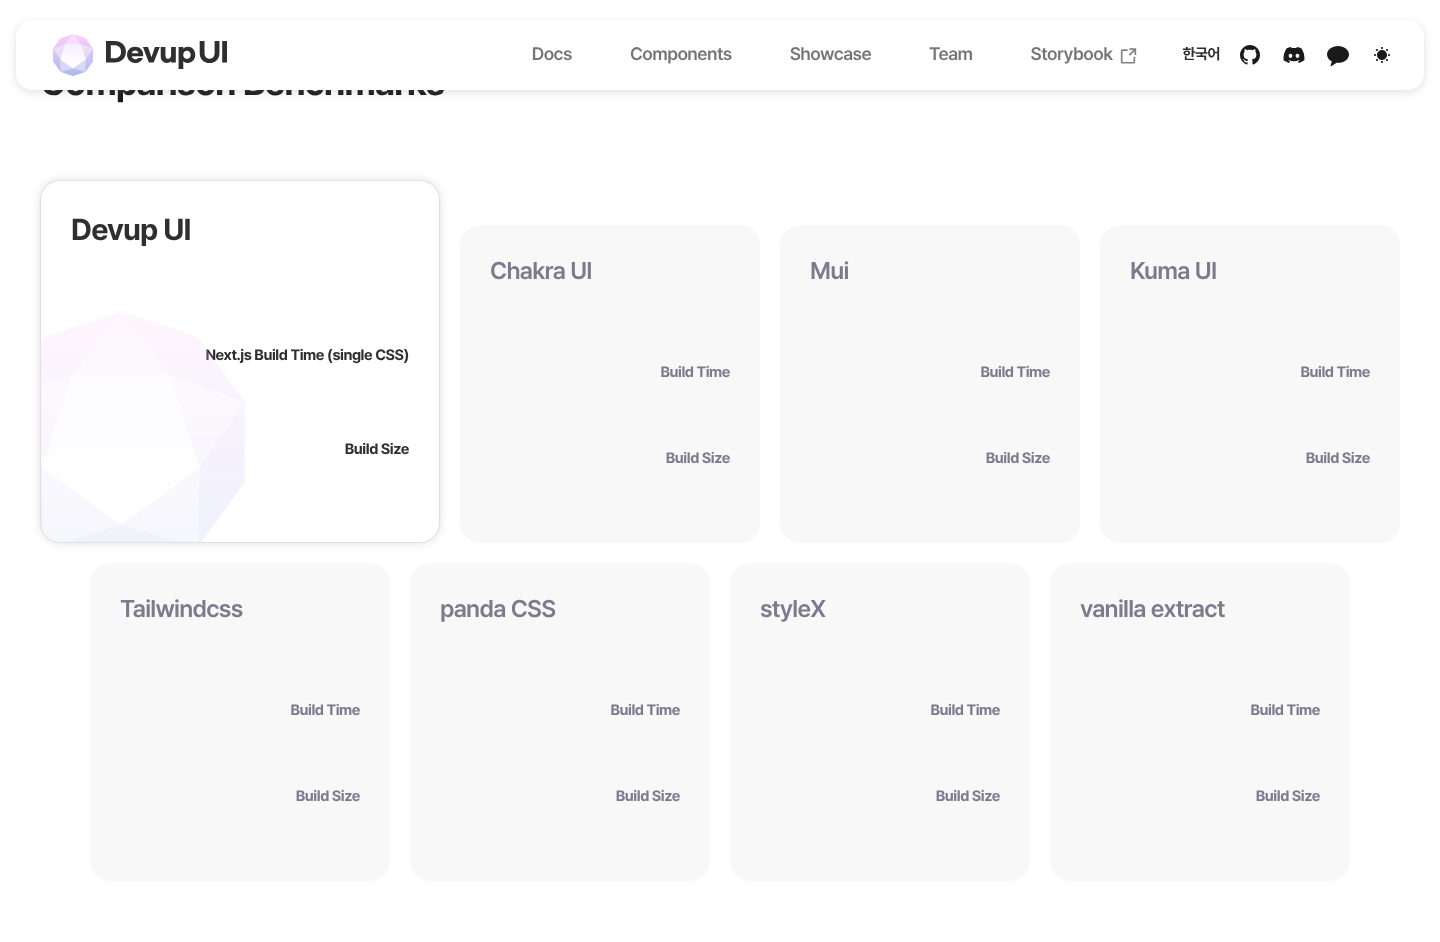 Devup UI
Docs
Components
Showcase
Team
Storybook
한국어
Comparison Benchmarks
Devup UI
Next.js Build Time (single CSS)
Build Size
Chakra UI
Build Time
Build Size
Mui
Build Time
Build Size
Kuma UI
Build Time
Build Size
Tailwindcss
Build Time
Build Size
panda CSS
Build Time
Build Size
styleX
Build Time
Build Size
vanilla extract
Build Time
Build Size